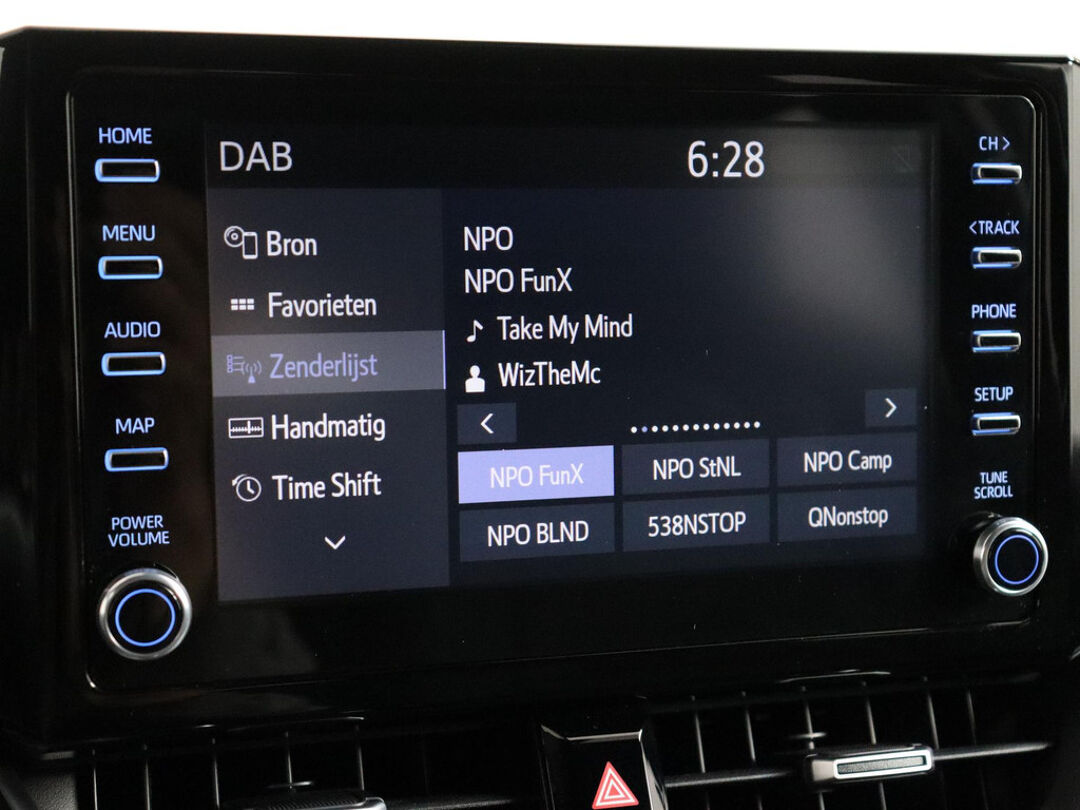 HOME
MENU
AUDIO
MAP
POWER
VOLUME
DAB
6:28
Bron
Favorieten
Zenderlijst
Handmatig
Time Shift
NPO
NPO FunX
Take My Mind
WizTheMc
NPO FunX NPO StNL NPO Camp
NPO BLND 538NSTOP QNonstop
CH >
< TRACK
PHONE
SETUP
TUNE
SCROLL